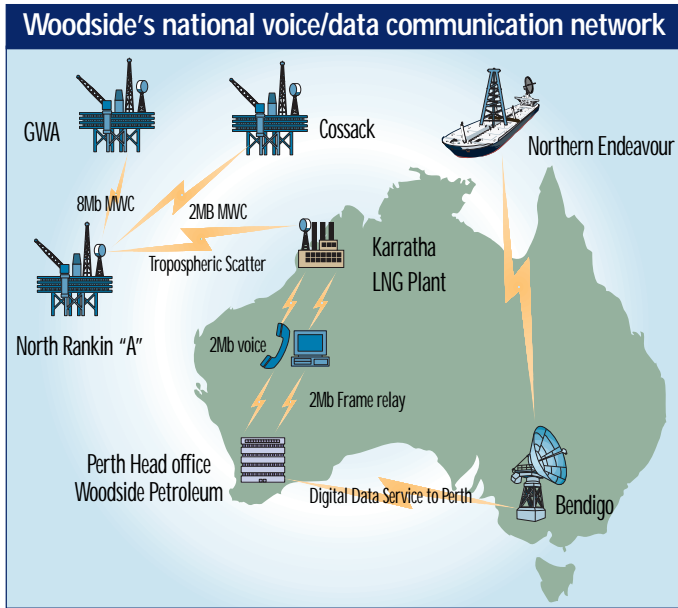 Woodside's national voice/data communication network
GWA
Cossack
Northern Endeavour
8Mb MWC
2MB MWC
Tropospheric Scatter
Karratha
LNG Plant
North Rankin “A”
2Mb voice
2Mb Frame relay
Perth Head office
Woodside Petroleum
Digital Data Service to Perth
Bendigo